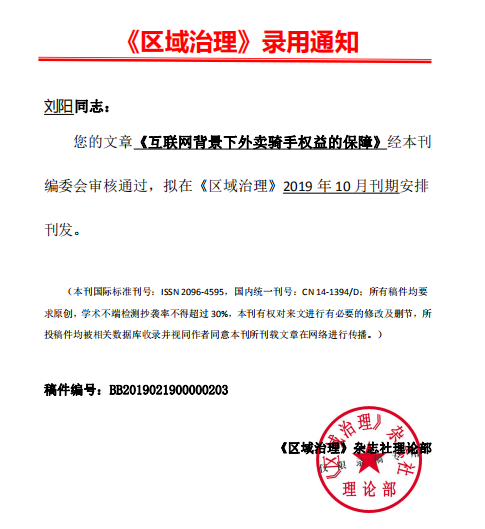 《区域治理》录用通知
刘阳同志：
您的文章《互联网背景下外卖骑手权益的保障》经本刊
编委会审核通过，拟在《区域治理》2019 年 10 月刊期安排
刊发。
（本刊国际标准刊号：ISSN 2096-4595，国内统一刊号：CN 14-1394/D；所有稿件均要
求原创，学术不端检测抄袭率不得超过 30%，本刊有权对来文进行有必要的修改及删节，所
投稿件均被相关数据库收录并视同作者同意本刊所刊载文章在网络进行传播。）
稿件编号：BB2019021900000203
《区域治理》杂志社理论部
《区域治理》杂志社
理论部